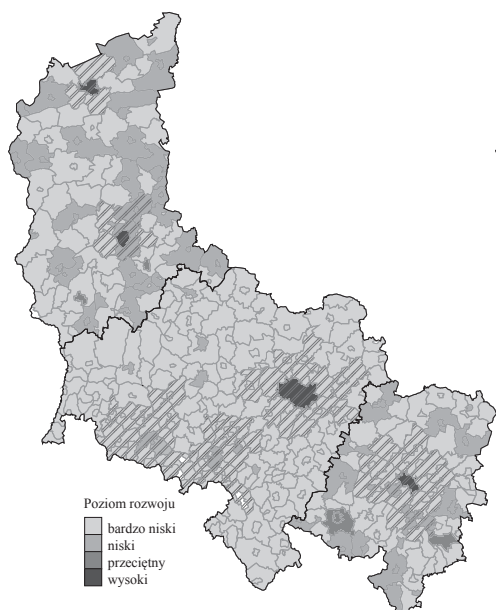 Poziom rozwoju
bardzo niski
niski
przeciętny
wysoki